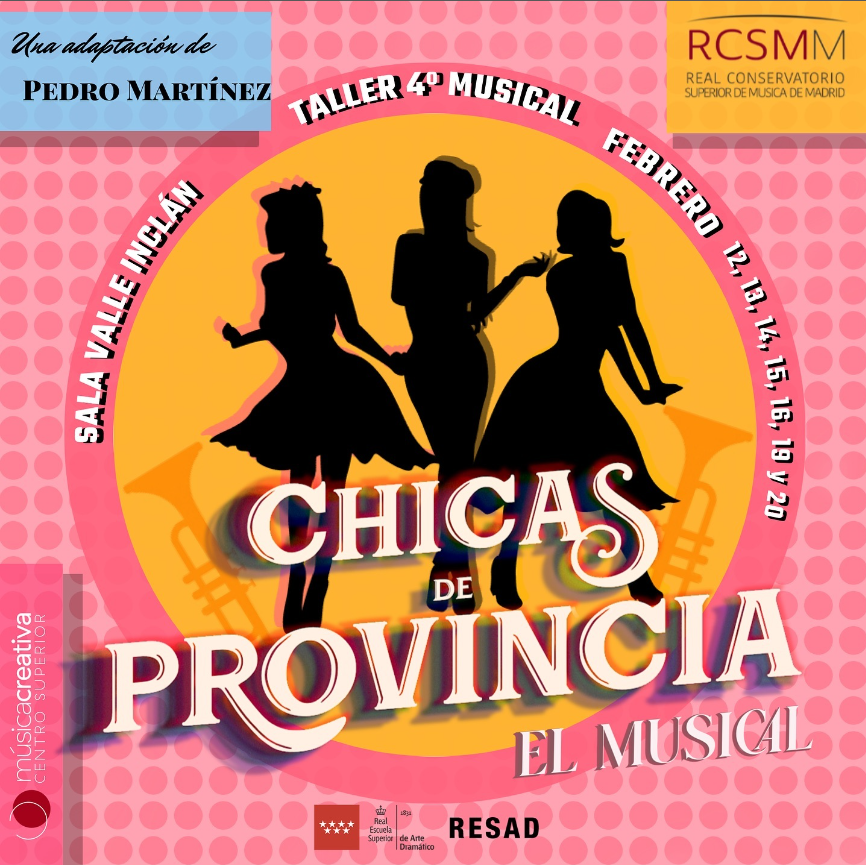 Una adaptación de
PEDRO MARTÍNEZ
RCSMM
REAL CONSERVATORIO
SUPERIOR DE MUSICA DE MADRID
TALLER 4º MUSICAL
SALA VALLE INCLÁN
FEBRERO 12, 13, 14, 15, 16, 19 y 20
CHICAS
DE
PROVINCIA
EL MUSICAL
músicacreativa
CENTRO SUPERIOR
Real
Escuela
Superior
1831
de Arte
Dramático
RESAD